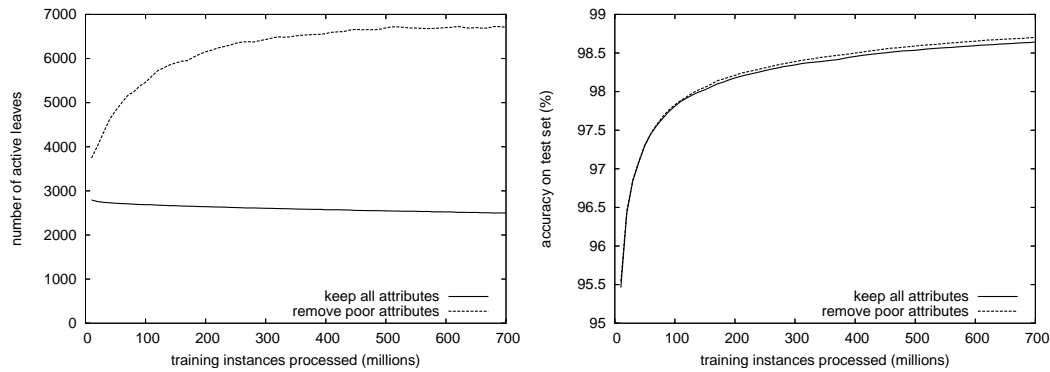 7000
6000
5000
4000
3000
2000
1000
0
number of active leaves
keep all attributes
remove poor attributes
0 100 200 300 400 500 600 700
training instances processed (millions)
99
98.5
98
97.5
97
96.5
96
95.5
95
accuracy on test set (%)
keep all attributes
remove poor attributes
0 100 200 300 400 500 600 700
training instances processed (millions)